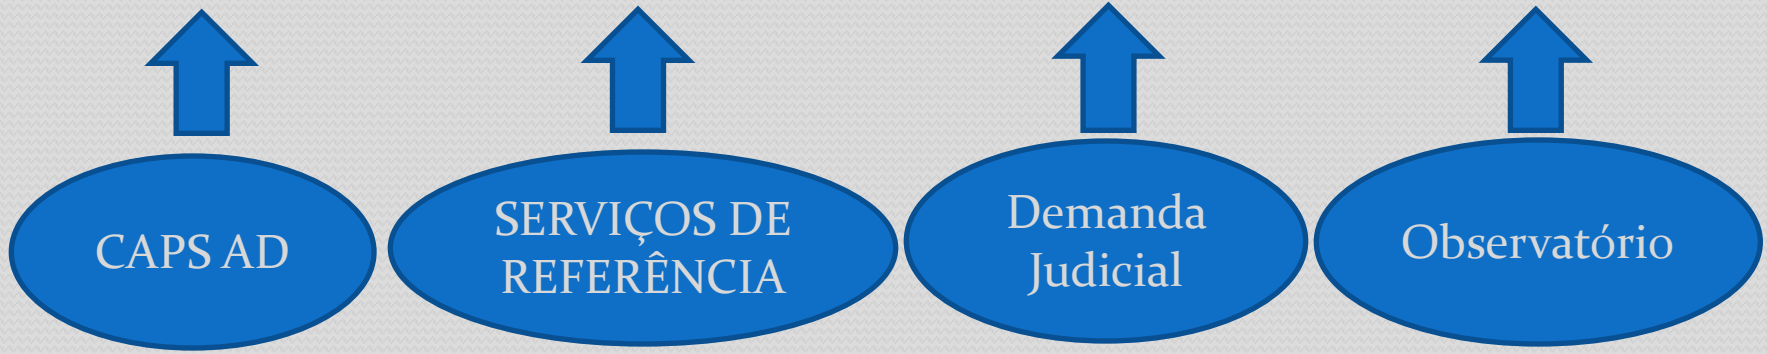 CAPS AD
SERVIÇOS DE
REFERÊNCIA
Demanda
Judicial
Observatório